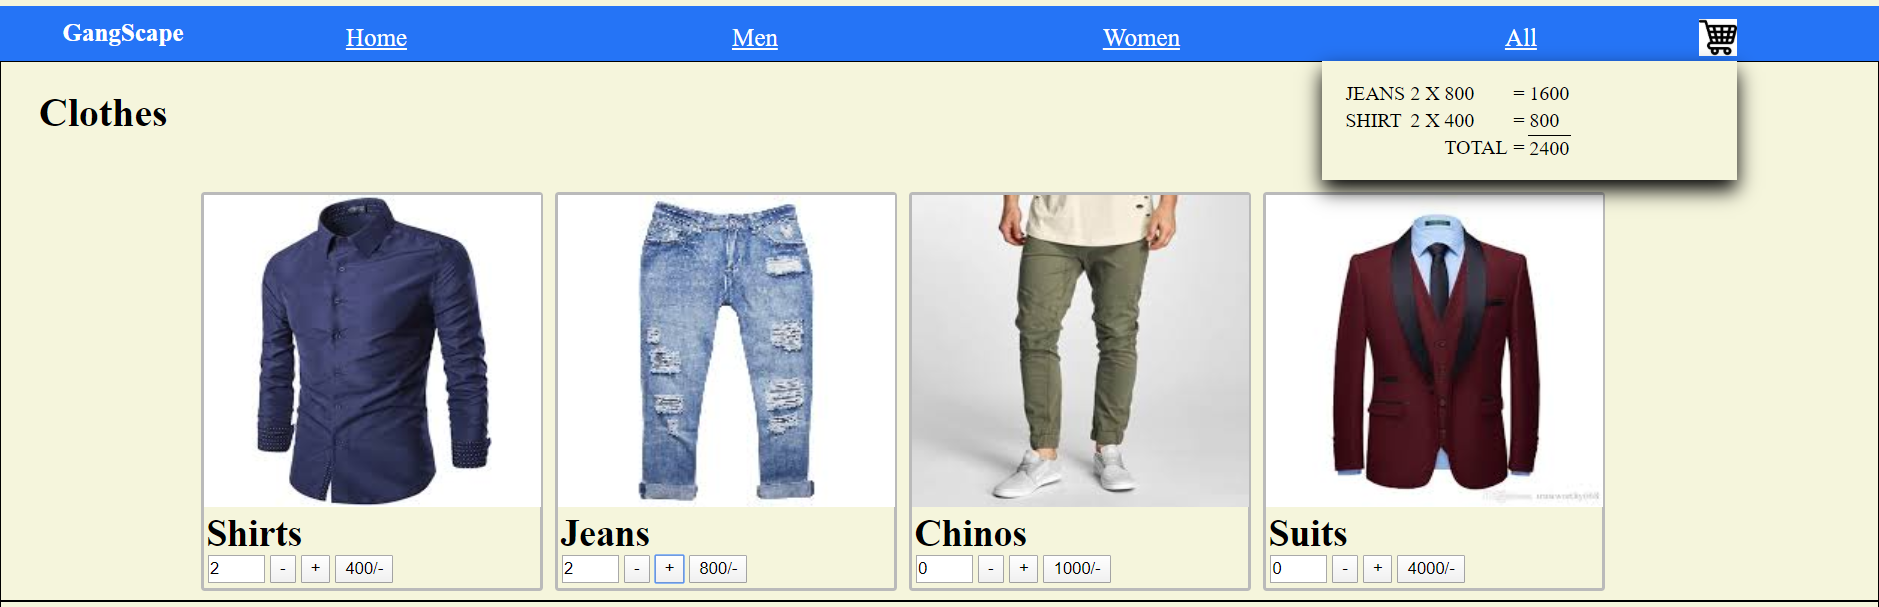 GangScape Home Men Women All
JEANS 2 X 800 = 1600
SHIRT 2 X 400 = 800
TOTAL = 2400
Clothes
Shirts
2 - + 400/-
Jeans
2 - + 800/-
Chinos
0 - + 1000/-
Suits
0 - + 4000/-